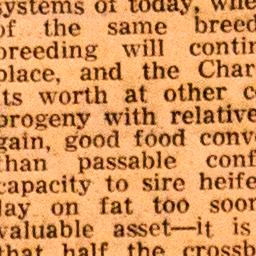 systems of today, whe
of the same breed
breeding will contin
place, and the Char
its worth at other c
progeny with relative
gain, good food conv
than passable conf
capacity to sire heife
lay on fat too soon
valuable asset—it is
that half the crossb